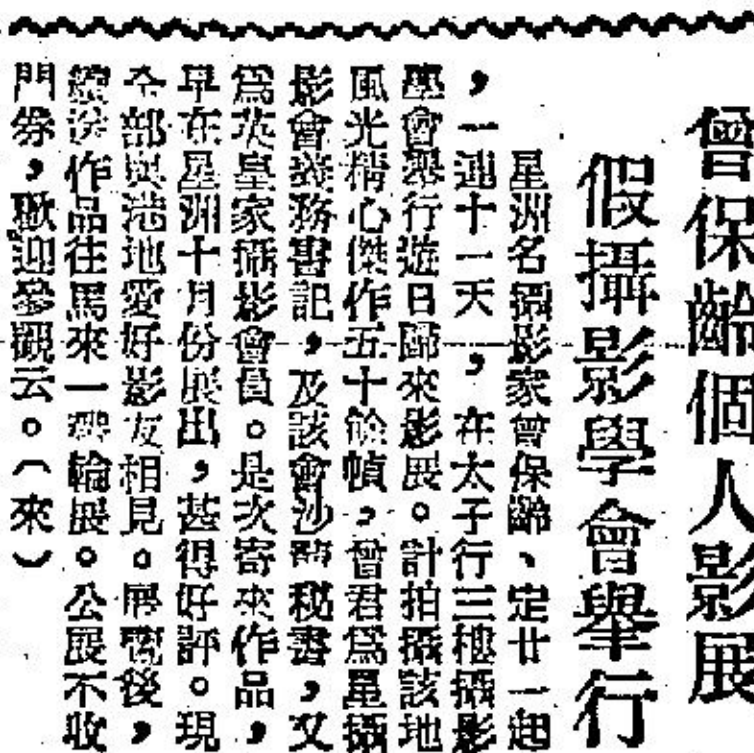 曾保齡個人影展
假攝影學會舉行
星洲名攝影家曾保齡、定廿一起
，一連十一天，在太子行三樓攝影
學會舉行遊日歸來影展。計拍攝該地
風光精心傑作五十餘幀，曾君為星攝
影會義務書記，及該會沙龍秘書，又
為英皇家攝影會員。是次寄來作品，
早在星洲十月份展出，甚得好評。現
全部與港地愛好影友相見。展覽後，
續送作品往馬來一帶輪展。公展不收
門券，歡迎參觀云。（來）